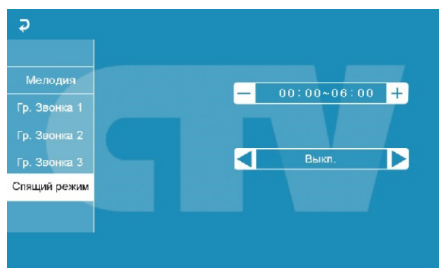 Мелодия
Гр. Звонка 1
Гр. Звонка 2
Гр. Звонка 3
Спящий режим
00:00~06:00
Выкл.
CTV